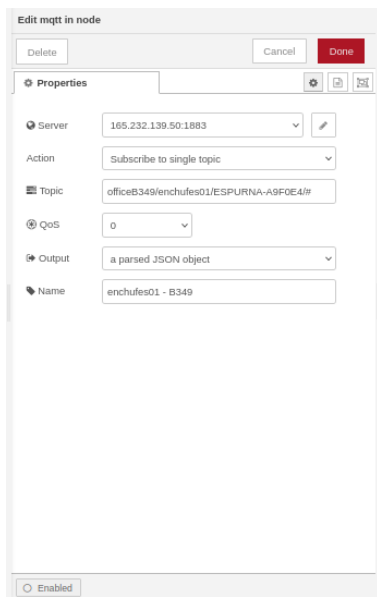 Edit mqtt in node
Delete
Cancel
Done
Properties
Server
165.232.139.50:1883
Action
Subscribe to single topic
Topic
officeB349/enchufes01/ESPURNA-A9F0E4/#
QoS
0
Output
a parsed JSON object
Name
enchufes01 - B349
Enabled